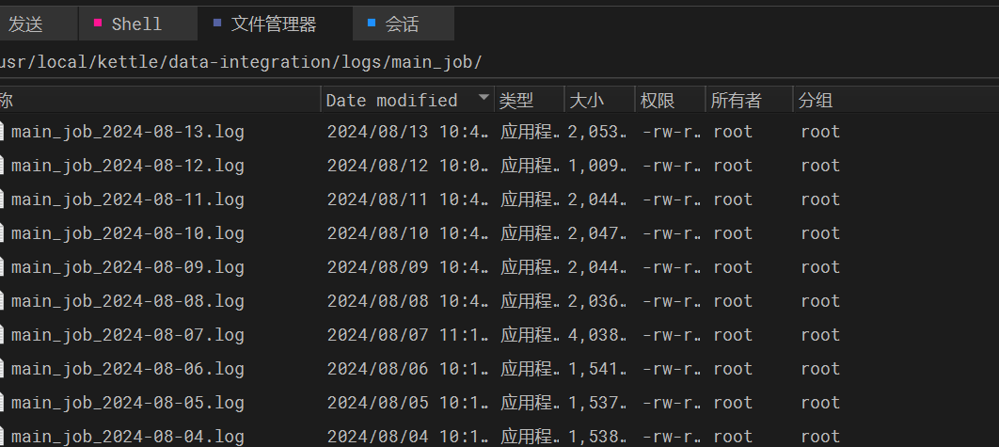 发送 Shell 文件管理器 会话
usr/local/kettle/data-integration/logs/main_job/
称 Date modified 类型 大小 权限 所有者 分组
main_job_2024-08-13.log 2024/08/13 10:4… 应用程… 2,053… -rw-r… root root
main_job_2024-08-12.log 2024/08/12 10:0… 应用程… 1,009… -rw-r… root root
main_job_2024-08-11.log 2024/08/11 10:4… 应用程… 2,044… -rw-r… root root
main_job_2024-08-10.log 2024/08/10 10:4… 应用程… 2,047… -rw-r… root root
main_job_2024-08-09.log 2024/08/09 10:4… 应用程… 2,044… -rw-r… root root
main_job_2024-08-08.log 2024/08/08 10:4… 应用程… 2,036… -rw-r… root root
main_job_2024-08-07.log 2024/08/07 11:1… 应用程… 4,038… -rw-r… root root
main_job_2024-08-06.log 2024/08/06 10:1… 应用程… 1,541… -rw-r… root root
main_job_2024-08-05.log 2024/08/05 10:1… 应用程… 1,537… -rw-r… root root
main_job_2024-08-04.log 2024/08/04 10:1… 应用程… 1,538… -rw-r… root root